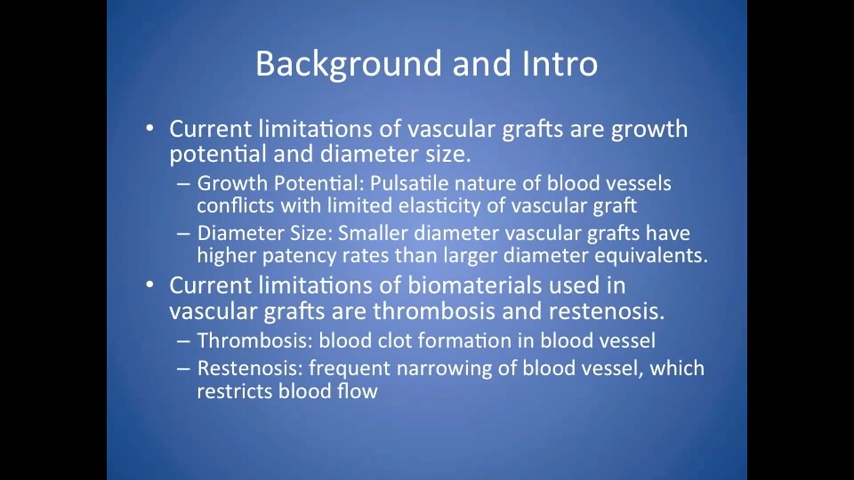 Background and Intro
• Current limitations of vascular grafts are growth
potential and diameter size.
– Growth Potential: Pulsatile nature of blood vessels
conflicts with limited elasticity of vascular graft
– Diameter Size: Smaller diameter vascular grafts have
higher patency rates than larger diameter equivalents.
• Current limitations of biomaterials used in
vascular grafts are thrombosis and restenosis.
– Thrombosis: blood clot formation in blood vessel
– Restenosis: frequent narrowing of blood vessel, which
restricts blood flow